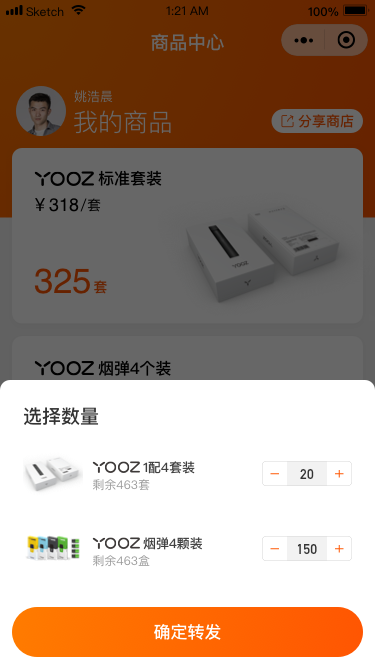 Sketch 1:21 AM 100%
商品中心
姚浩晨
我的商品
分享商店
YOOZ 标准套装
¥318/套
YOOZ
325套
YOOZ 烟弹4个装
选择数量
YOOZ 1配4套装
剩余463套
20
YOOZ 烟弹4颗装
剩余463盒
150
确定转发